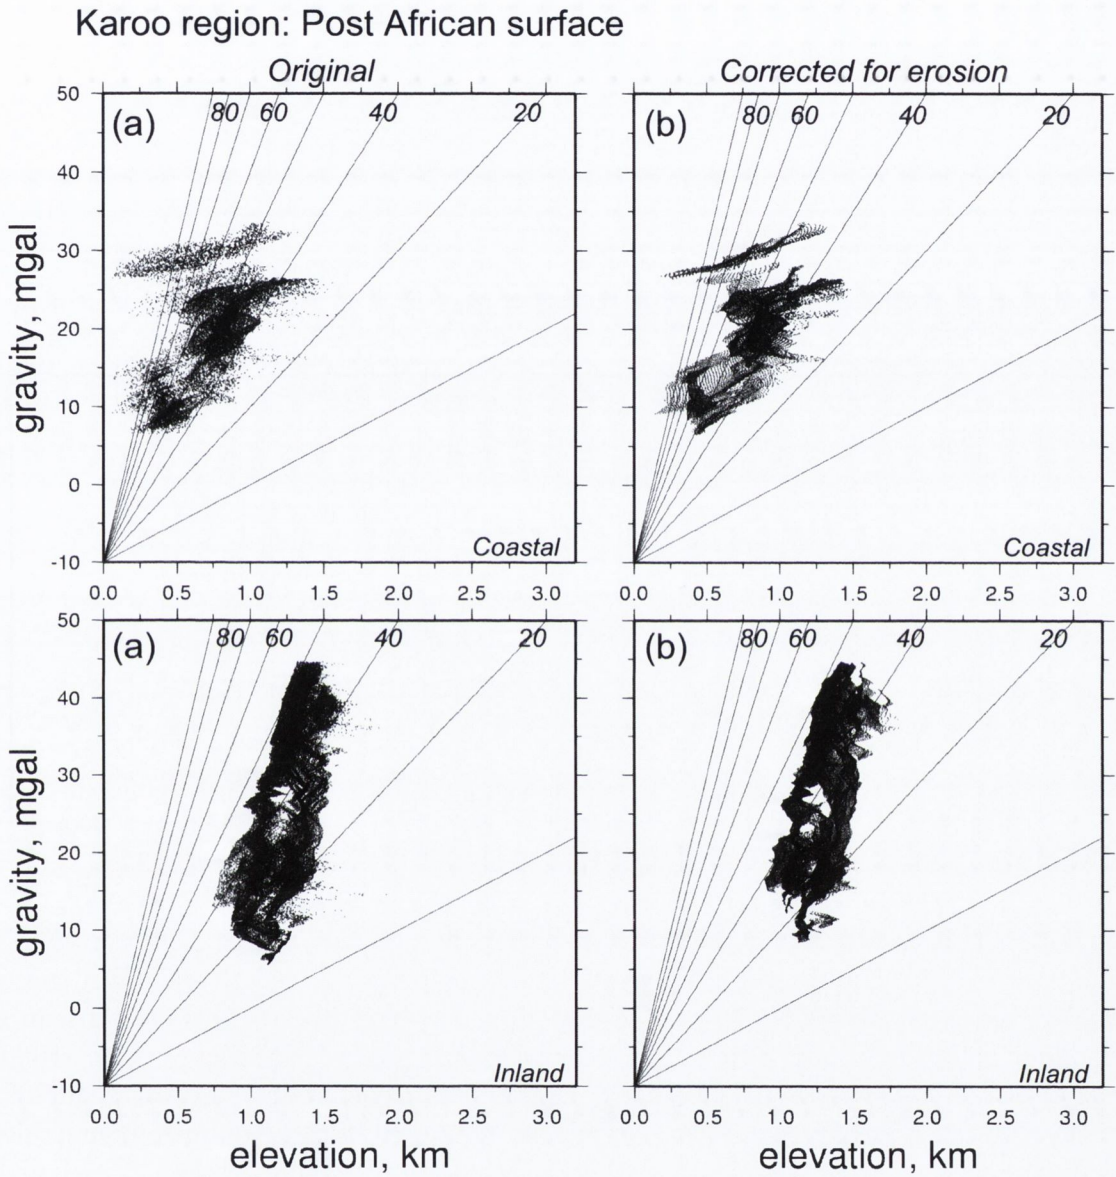 Karoo region: Post African surface
Original
Corrected for erosion
(a) 80 60 40 20
(b) 80 60 40 20
50
40
30
20
10
0
-10
gravity, mgal
Coastal
Coastal
0.0 0.5 1.0 1.5 2.0 2.5 3.0
0.0 0.5 1.0 1.5 2.0 2.5 3.0
(a) 80 60 40 20
(b) 80 60 40 20
50
40
30
20
10
0
-10
gravity, mgal
Inland
Inland
0.0 0.5 1.0 1.5 2.0 2.5 3.0
0.0 0.5 1.0 1.5 2.0 2.5 3.0
elevation, km
elevation, km